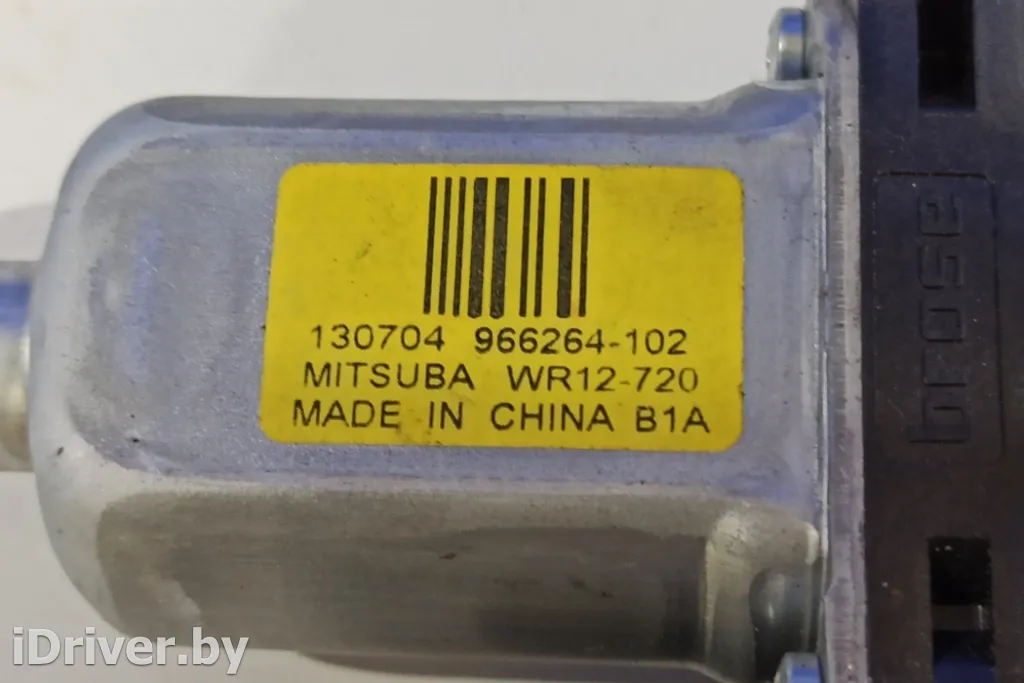 130704 966264-102
MITSUBA WR12-720
MADE IN CHINA B1A
brose
iDriver.by